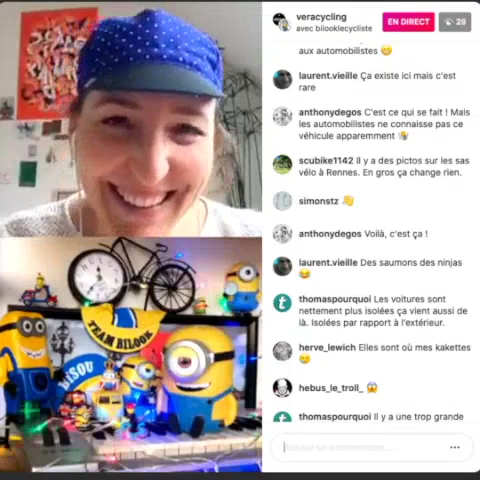 veracycling
avec bilooklecycliste
EN DIRECT
29
aux automobilistes
laurent.vieille Ça existe ici mais c'est
rare
anthonydegos C'est ce qui se fait ! Mais
les automobilistes ne connaisse pas ce
véhicule apparemment
scubike1142 Il y a des pictos sur les sas
vélo à Rennes. En gros ça change rien.
simonstz
anthonydegos Voilà, c'est ça !
laurent.vieille Des saumons des ninjas
thomaspourquoi Les voitures sont
nettement plus isolées ça vient aussi de
là. Isolées par rapport à l'extérieur.
herve_lewich Elles sont où mes kakettes
hebus_le_troll_
thomaspourquoi Il y a une trop grande
TEAM BILOOK
BISOU